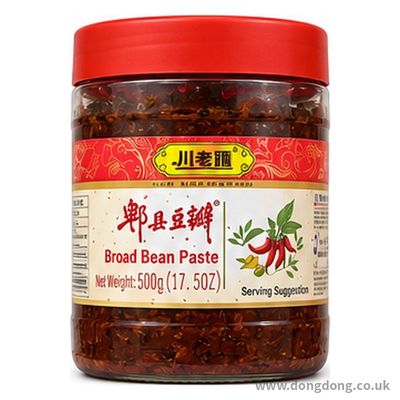 川老匯
郫县豆瓣®
Broad Bean Paste
Net Weight: 500g (17.5OZ)
Serving Suggestion
www.dongdong.co.uk